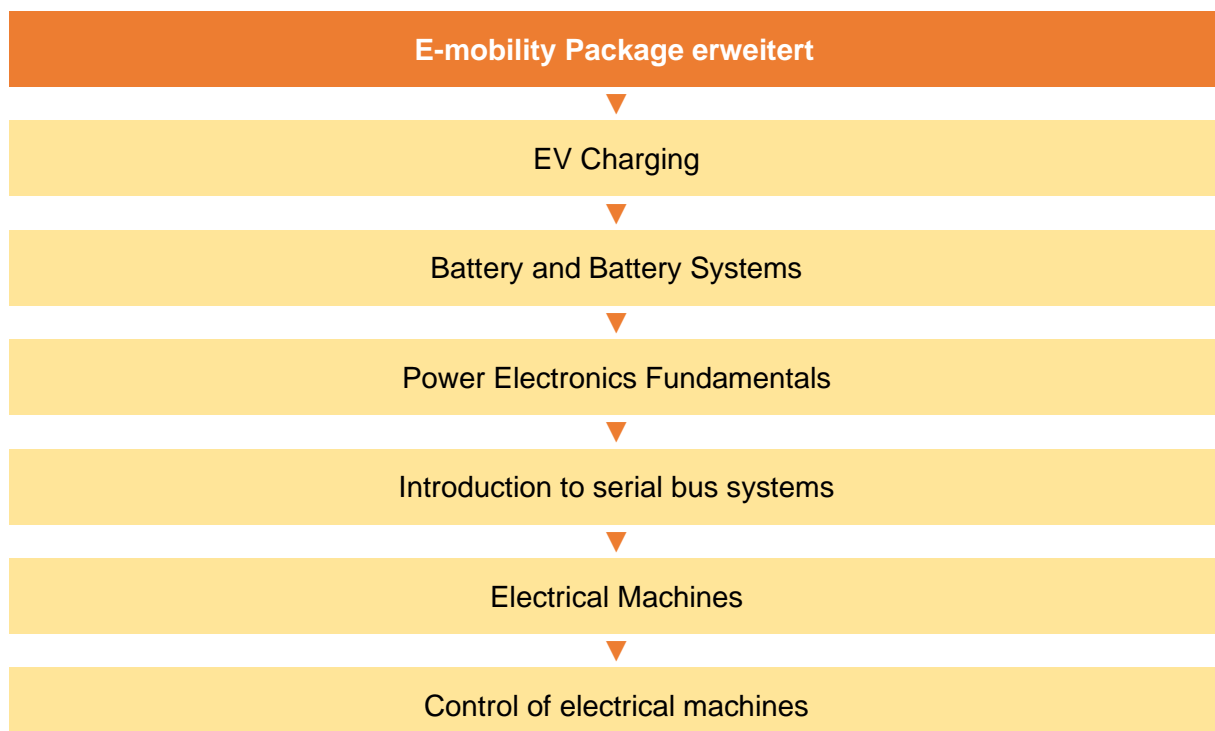 E-mobility Package erweitert
EV Charging
Battery and Battery Systems
Power Electronics Fundamentals
Introduction to serial bus systems
Electrical Machines
Control of electrical machines